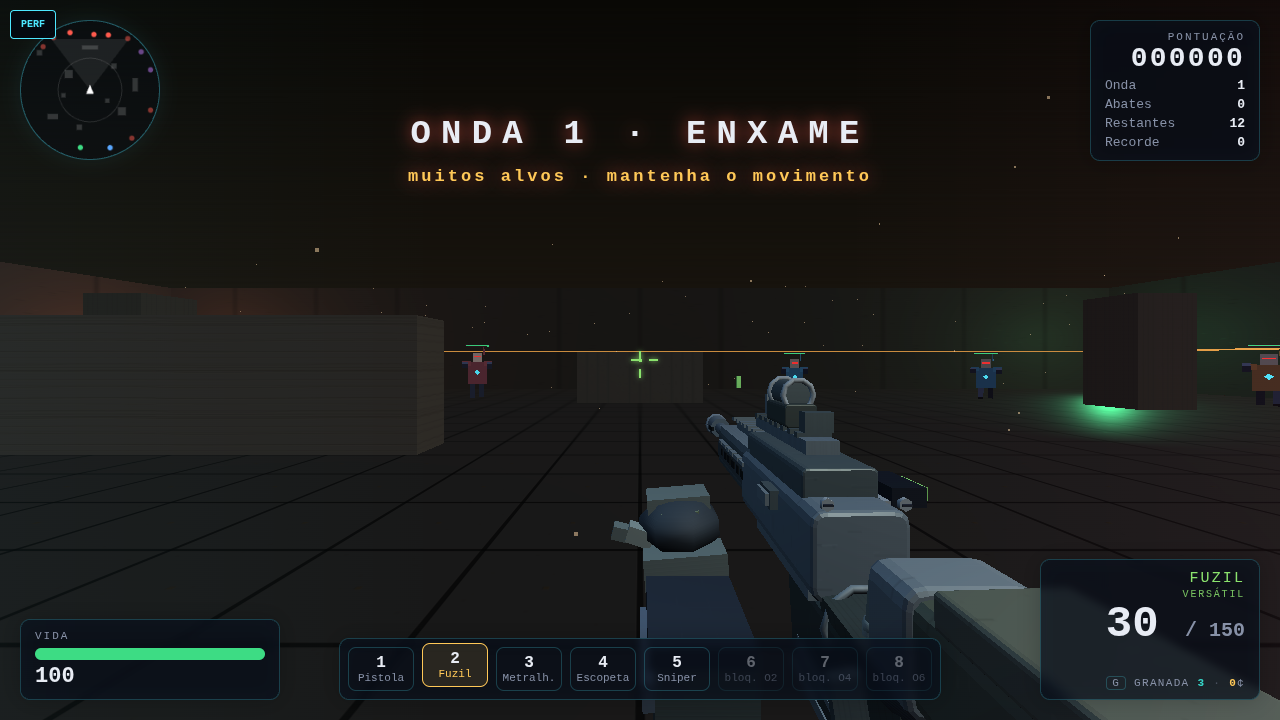 PERF
PONTUAÇÃO
000000
Onda 1
Abates 0
Restantes 12
Recorde 0
ONDA 1 · ENXAME
muitos alvos · mantenha o movimento
VIDA
100
1 Pistola
2 Fuzil
3 Metralh.
4 Escopeta
5 Sniper
6 bloq. O2
7 bloq. O4
8 bloq. O6
FUZIL
VERSÁTIL
30 / 150
G GRANADA 3 · 0¢